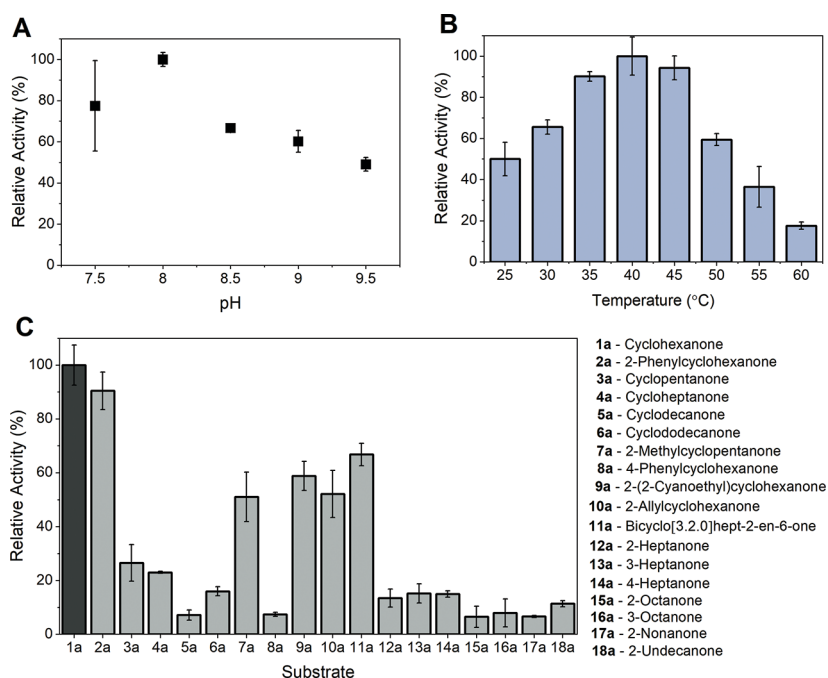 A
Relative Activity (%)
100
80
60
40
20
0
7.5 8 8.5 9 9.5
pH
B
Relative Activity (%)
100
80
60
40
20
0
25 30 35 40 45 50 55 60
Temperature (°C)
C
Relative Activity (%)
100
80
60
40
20
0
1a 2a 3a 4a 5a 6a 7a 8a 9a 10a 11a 12a 13a 14a 15a 16a 17a 18a
Substrate
1a - Cyclohexanone
2a - 2-Phenylcyclohexanone
3a - Cyclopentanone
4a - Cycloheptanone
5a - Cyclodecanone
6a - Cyclododecanone
7a - 2-Methylcyclopentanone
8a - 4-Phenylcyclohexanone
9a - 2-(2-Cyanoethyl)cyclohexanone
10a - 2-Allylcyclohexanone
11a - Bicyclo[3.2.0]hept-2-en-6-one
12a - 2-Heptanone
13a - 3-Heptanone
14a - 4-Heptanone
15a - 2-Octanone
16a - 3-Octanone
17a - 2-Nonanone
18a - 2-Undecanone